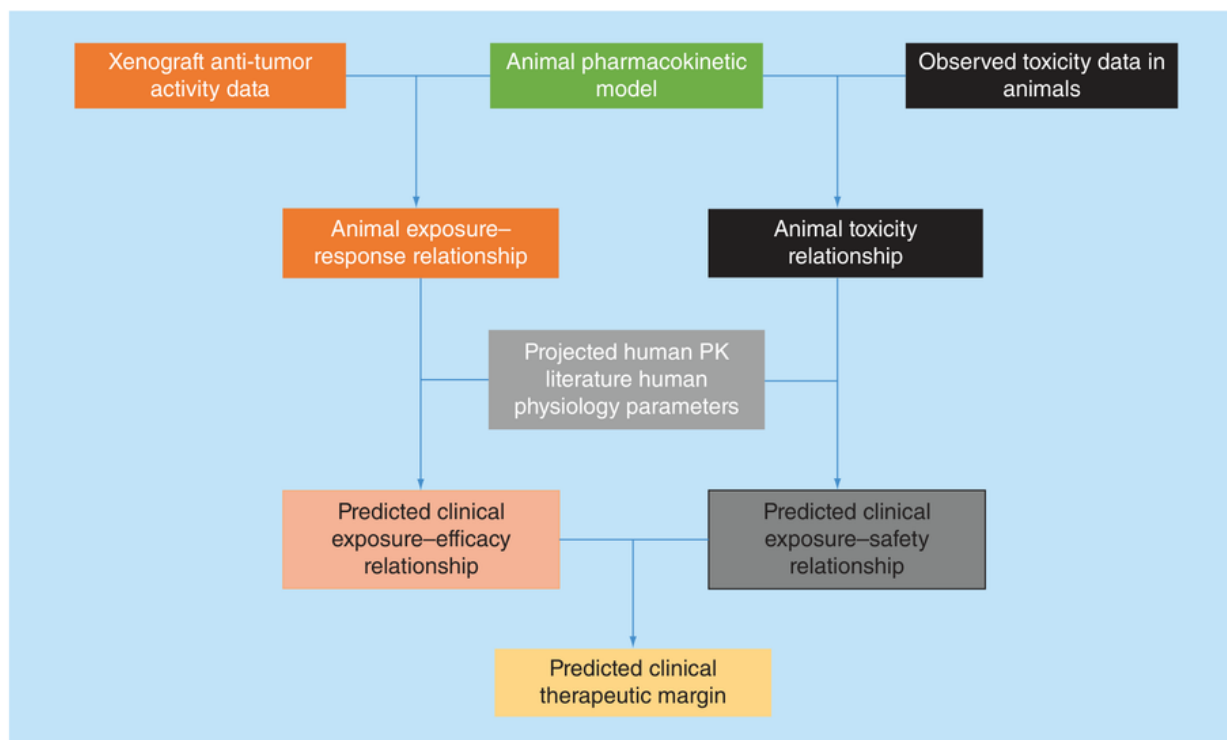 Xenograft anti-tumor
activity data
Animal pharmacokinetic
model
Observed toxicity data in
animals
Animal exposure–
response relationship
Animal toxicity
relationship
Projected human PK
literature human
physiology parameters
Predicted clinical
exposure–efficacy
relationship
Predicted clinical
exposure–safety
relationship
Predicted clinical
therapeutic margin